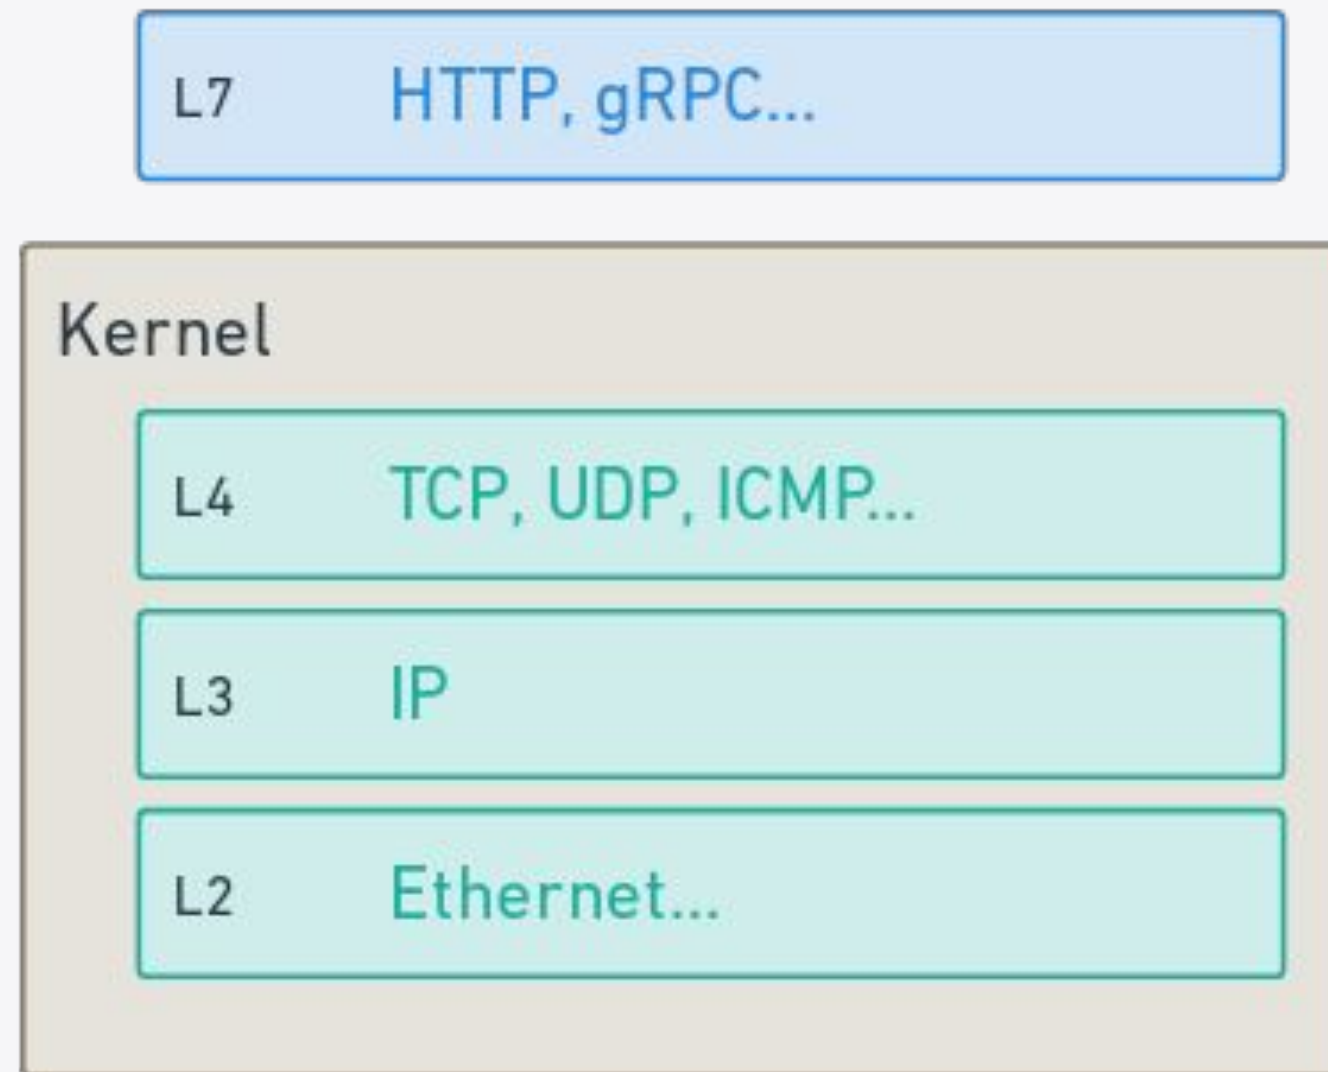 L7 HTTP, gRPC...
Kernel
L4 TCP, UDP, ICMP...
L3 IP
L2 Ethernet...